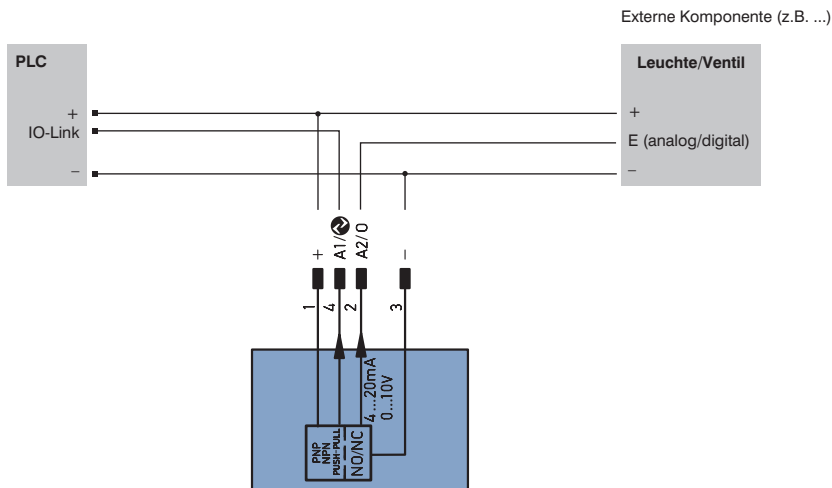 Externe Komponente (z.B. ...)
PLC
Leuchte/Ventil
+
IO-Link
–
+
E (analog/digital)
–
+
A1/
A2/O
–
1
4
2
3
4...20mA
0...10V
PNP
NPN
PUSH-PULL
NO/NC